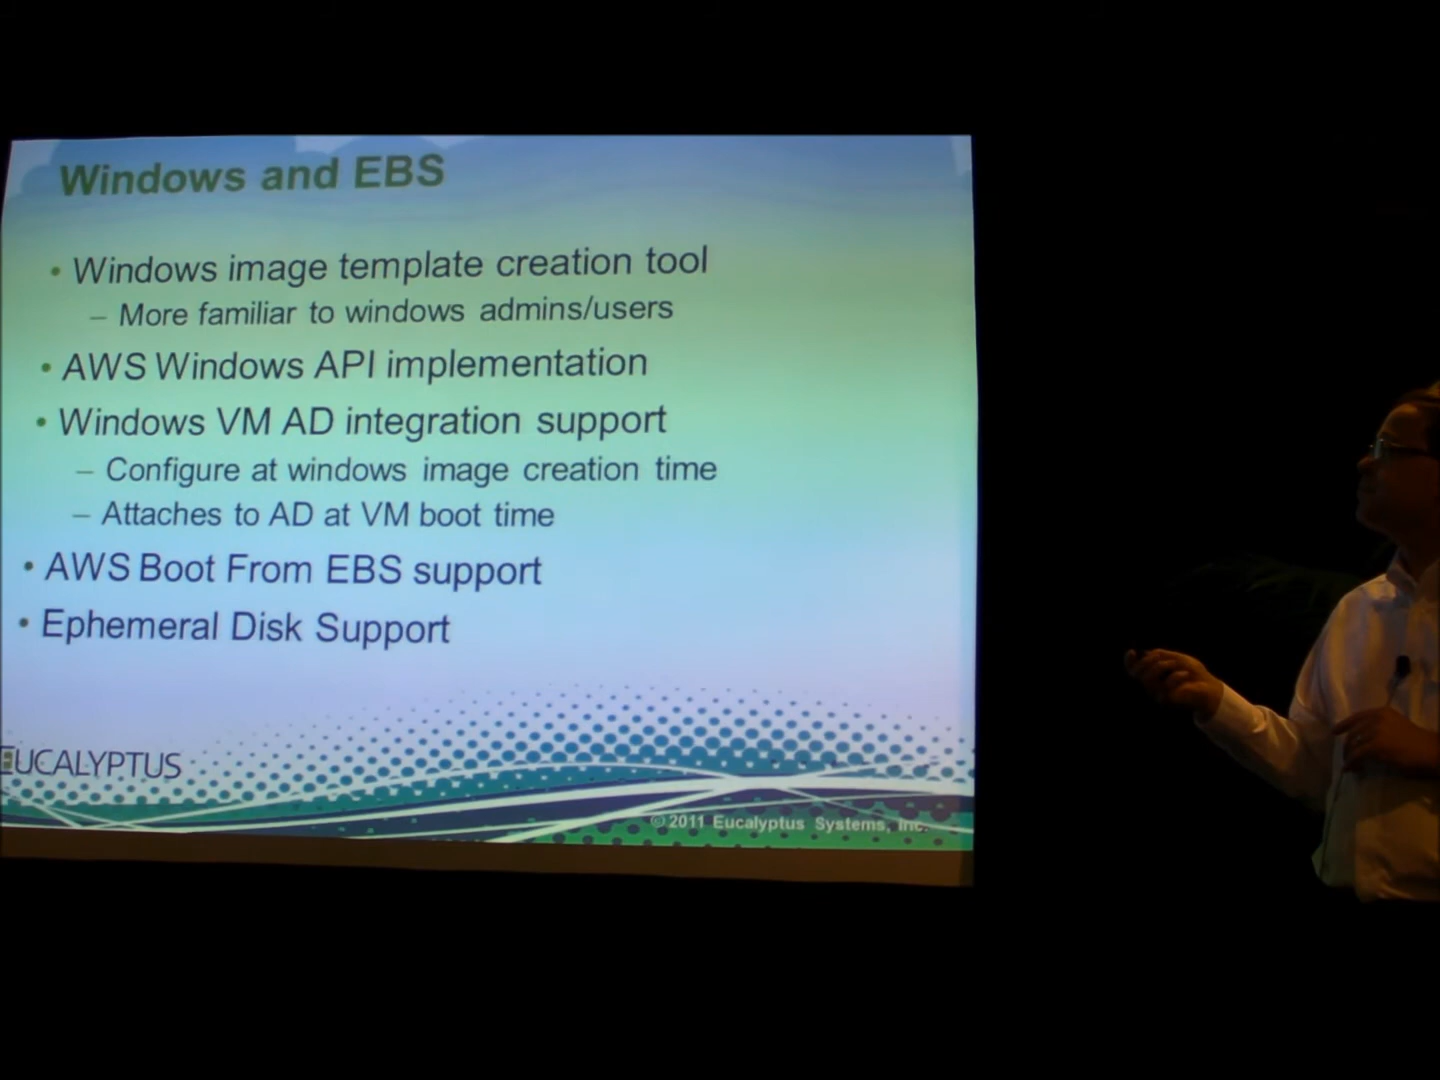 Windows and EBS
• Windows image template creation tool
– More familiar to windows admins/users
• AWS Windows API implementation
• Windows VM AD integration support
– Configure at windows image creation time
– Attaches to AD at VM boot time
• AWS Boot From EBS support
• Ephemeral Disk Support
EUCALYPTUS
© 2011 Eucalyptus Systems, Inc.